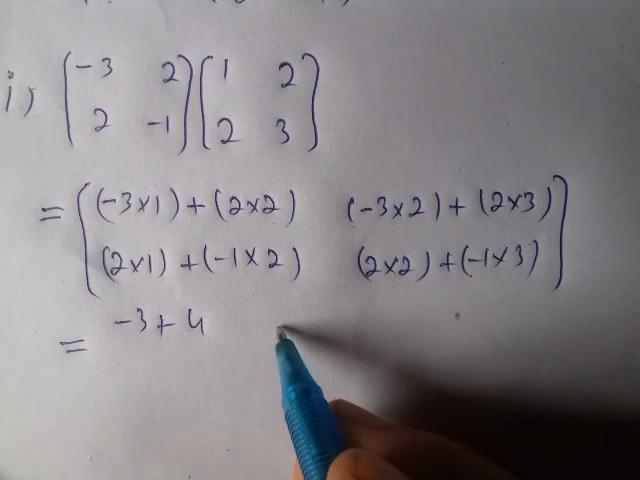 i) (-3 2 2 -1) (1 2 2 3)
= ((-3×1)+(2×2) (-3×2)+(2×3)
(2×1)+(-1×2) (2×2)+(-1×3))
= -3+4